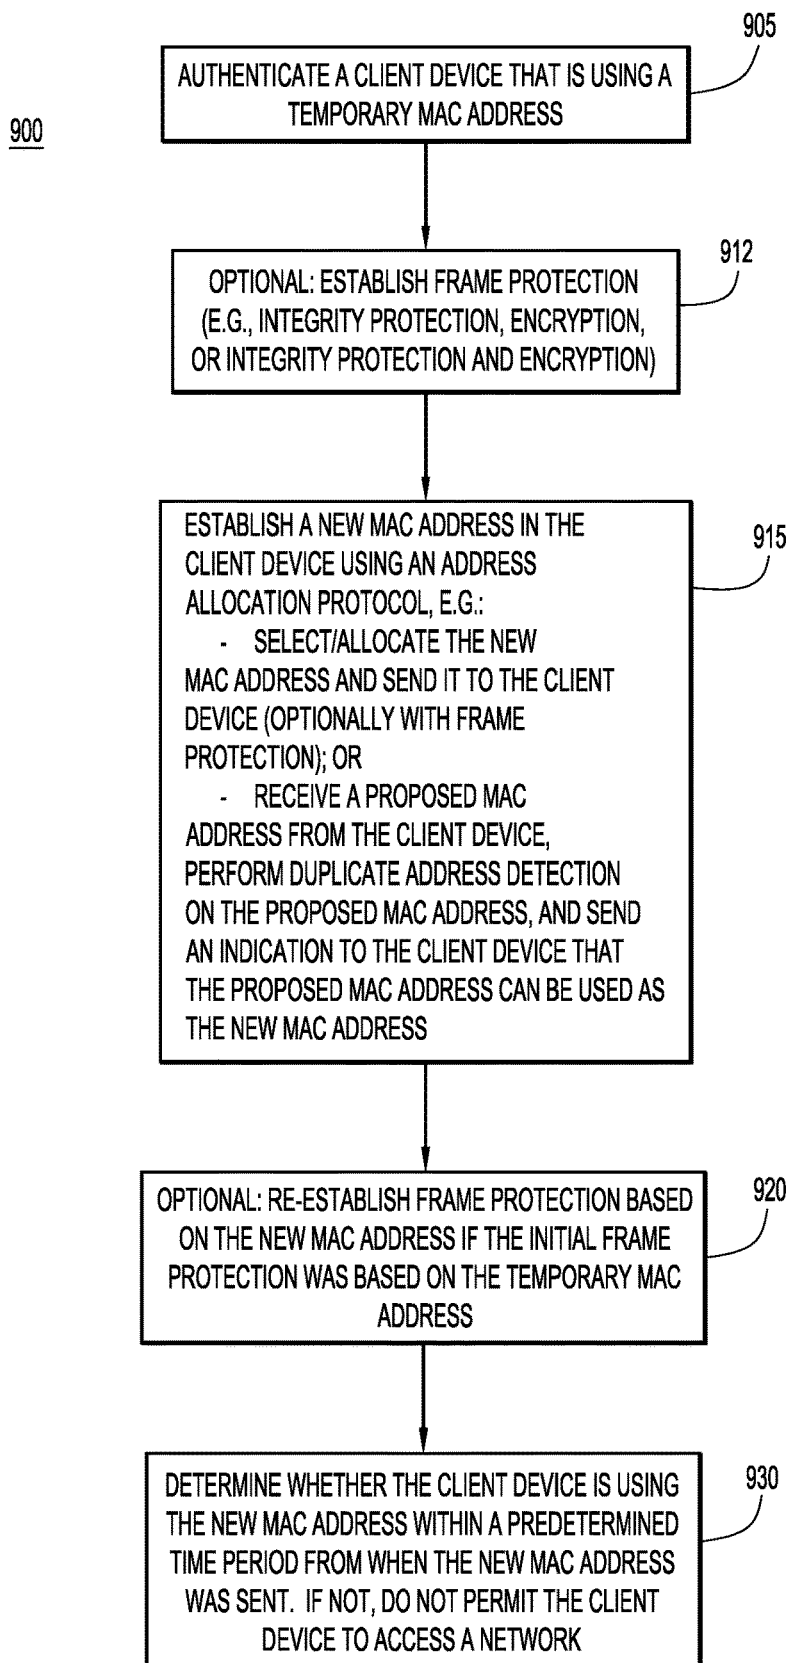 905
AUTHENTICATE A CLIENT DEVICE THAT IS USING A
TEMPORARY MAC ADDRESS
900
912
OPTIONAL: ESTABLISH FRAME PROTECTION
(E.G., INTEGRITY PROTECTION, ENCRYPTION,
OR INTEGRITY PROTECTION AND ENCRYPTION)
915
ESTABLISH A NEW MAC ADDRESS IN THE
CLIENT DEVICE USING AN ADDRESS
ALLOCATION PROTOCOL, E.G.:
- SELECT/ALLOCATE THE NEW
MAC ADDRESS AND SEND IT TO THE CLIENT
DEVICE (OPTIONALLY WITH FRAME
PROTECTION); OR
- RECEIVE A PROPOSED MAC
ADDRESS FROM THE CLIENT DEVICE,
PERFORM DUPLICATE ADDRESS DETECTION
ON THE PROPOSED MAC ADDRESS, AND SEND
AN INDICATION TO THE CLIENT DEVICE THAT
THE PROPOSED MAC ADDRESS CAN BE USED AS
THE NEW MAC ADDRESS
920
OPTIONAL: RE-ESTABLISH FRAME PROTECTION BASED
ON THE NEW MAC ADDRESS IF THE INITIAL FRAME
PROTECTION WAS BASED ON THE TEMPORARY MAC
ADDRESS
930
DETERMINE WHETHER THE CLIENT DEVICE IS USING
THE NEW MAC ADDRESS WITHIN A PREDETERMINED
TIME PERIOD FROM WHEN THE NEW MAC ADDRESS
WAS SENT. IF NOT, DO NOT PERMIT THE CLIENT
DEVICE TO ACCESS A NETWORK